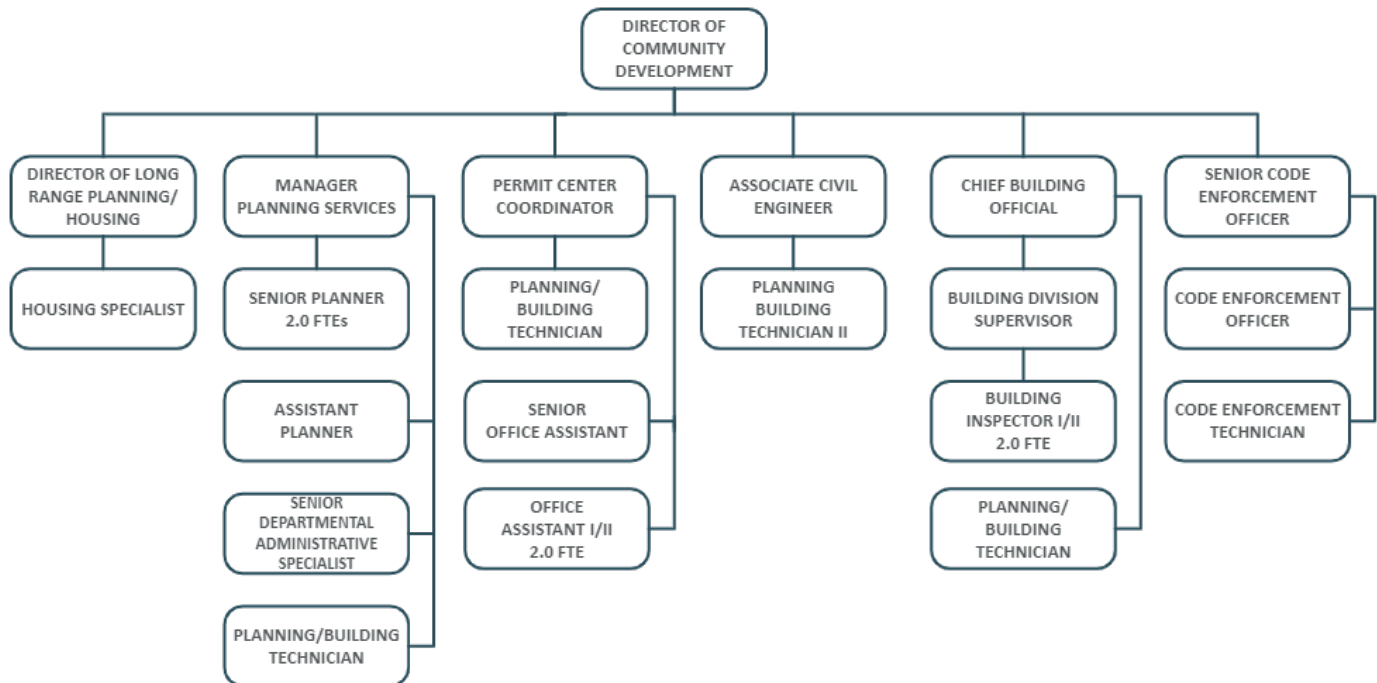 DIRECTOR OF
COMMUNITY
DEVELOPMENT
DIRECTOR OF LONG
RANGE PLANNING/
HOUSING
HOUSING SPECIALIST
MANAGER
PLANNING SERVICES
SENIOR PLANNER
2.0 FTEs
ASSISTANT
PLANNER
SENIOR
DEPARTMENTAL
ADMINISTRATIVE
SPECIALIST
PLANNING/BUILDING
TECHNICIAN
PERMIT CENTER
COORDINATOR
PLANNING/
BUILDING
TECHNICIAN
SENIOR
OFFICE ASSISTANT
OFFICE
ASSISTANT I/II
2.0 FTE
ASSOCIATE CIVIL
ENGINEER
PLANNING
BUILDING
TECHNICIAN II
CHIEF BUILDING
OFFICIAL
BUILDING DIVISION
SUPERVISOR
BUILDING
INSPECTOR I/II
2.0 FTE
PLANNING/
BUILDING
TECHNICIAN
SENIOR CODE
ENFORCEMENT
OFFICER
CODE ENFORCEMENT
OFFICER
CODE ENFORCEMENT
TECHNICIAN